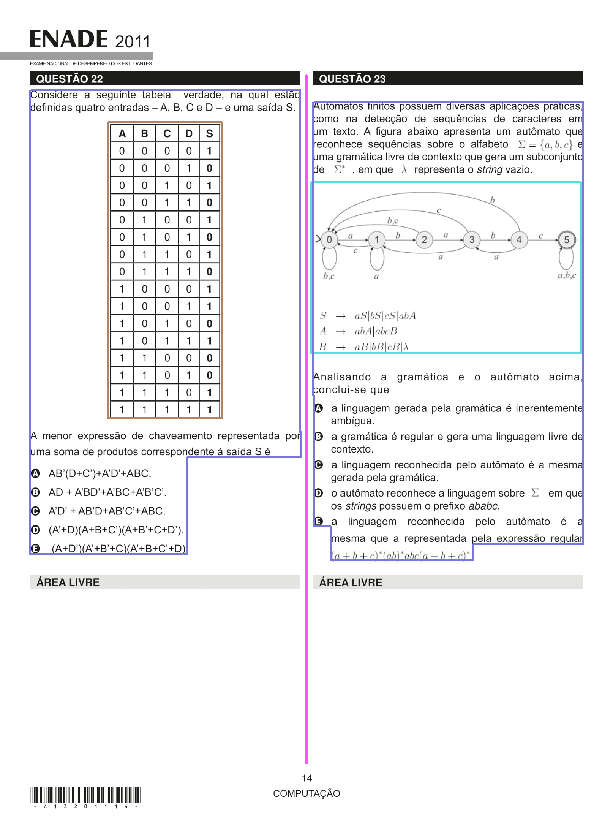 ENADE 2011
EXAME NACIONAL DE DESEMPENHO DOS ESTUDANTES
QUESTÃO 22
Considere a seguinte tabela verdade, na qual estão
definidas quatro entradas – A, B, C e D – e uma saída S.
A B C D S
0 0 0 0 1
0 0 0 1 0
0 0 1 0 1
0 0 1 1 0
0 1 0 0 1
0 1 0 1 0
0 1 1 0 1
0 1 1 1 0
1 0 0 0 1
1 0 0 1 1
1 0 1 0 0
1 0 1 1 1
1 1 0 0 0
1 1 0 1 0
1 1 1 0 1
1 1 1 1 1
A menor expressão de chaveamento representada por
uma soma de produtos correspondente à saída S é
A AB'(D+C')+A'D'+ABC.
B AD + A'BD'+A'BC+A'B'C'.
C A'D' + AB'D+AB'C'+ABC.
D (A'+D)(A+B+C')(A+B'+C+D').
E (A+D')(A'+B'+C)(A'+B+C'+D)
ÁREA LIVRE
QUESTÃO 23
Autômatos finitos possuem diversas aplicações práticas,
como na detecção de sequências de caracteres em
um texto. A figura abaixo apresenta um autômato que
reconhece sequências sobre o alfabeto Σ = {a, b, c} e
uma gramática livre de contexto que gera um subconjunto
de Σ* , em que λ representa o string vazio.
b
c
b,c
0 a 1 b 2 a 3 b 4 c 5
c a a
b,c a a,b,c
S → aS|bS|cS|abA
A → abA|abcB
B → aB|bB|cB|λ
Analisando a gramática e o autômato acima,
conclui-se que
A a linguagem gerada pela gramática é inerentemente
ambígua.
B a gramática é regular e gera uma linguagem livre de
contexto.
C a linguagem reconhecida pelo autômato é a mesma
gerada pela gramática.
D o autômato reconhece a linguagem sobre Σ em que
os strings possuem o prefixo ababc.
E a linguagem reconhecida pelo autômato é a
mesma que a representada pela expressão regular
(a + b + c)*(ab)*abc(a + b + c)*
ÁREA LIVRE
14
COMPUTAÇÃO